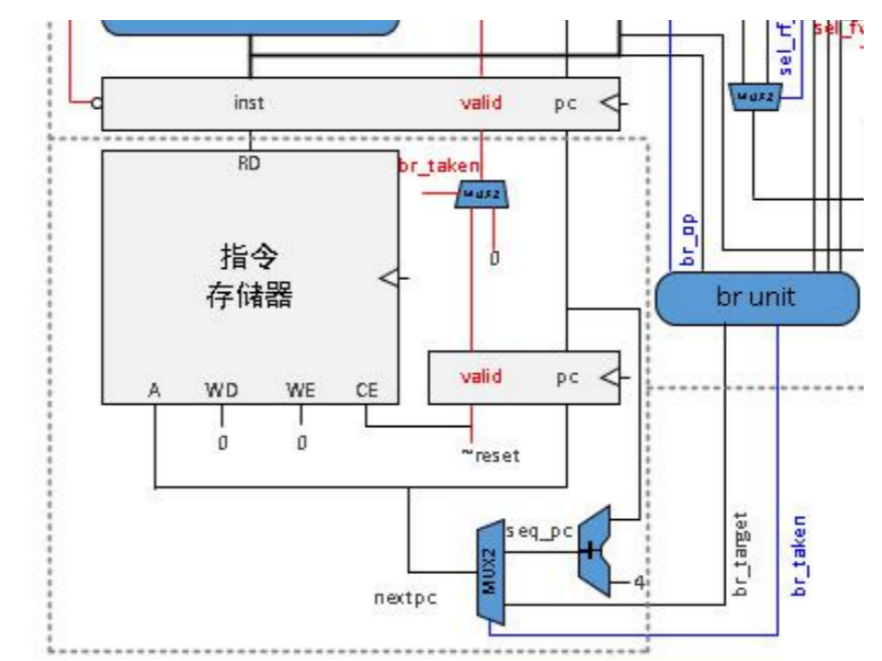 sel_rf
sel_f
MUX2
inst
valid
pc
RD
br_taken
MUX2
0
指令
存储器
br_op
br unit
valid
pc
A
WD
WE
CE
0
0
~reset
seq_pc
+
4
MUX2
nextpc
br_target
br_taken